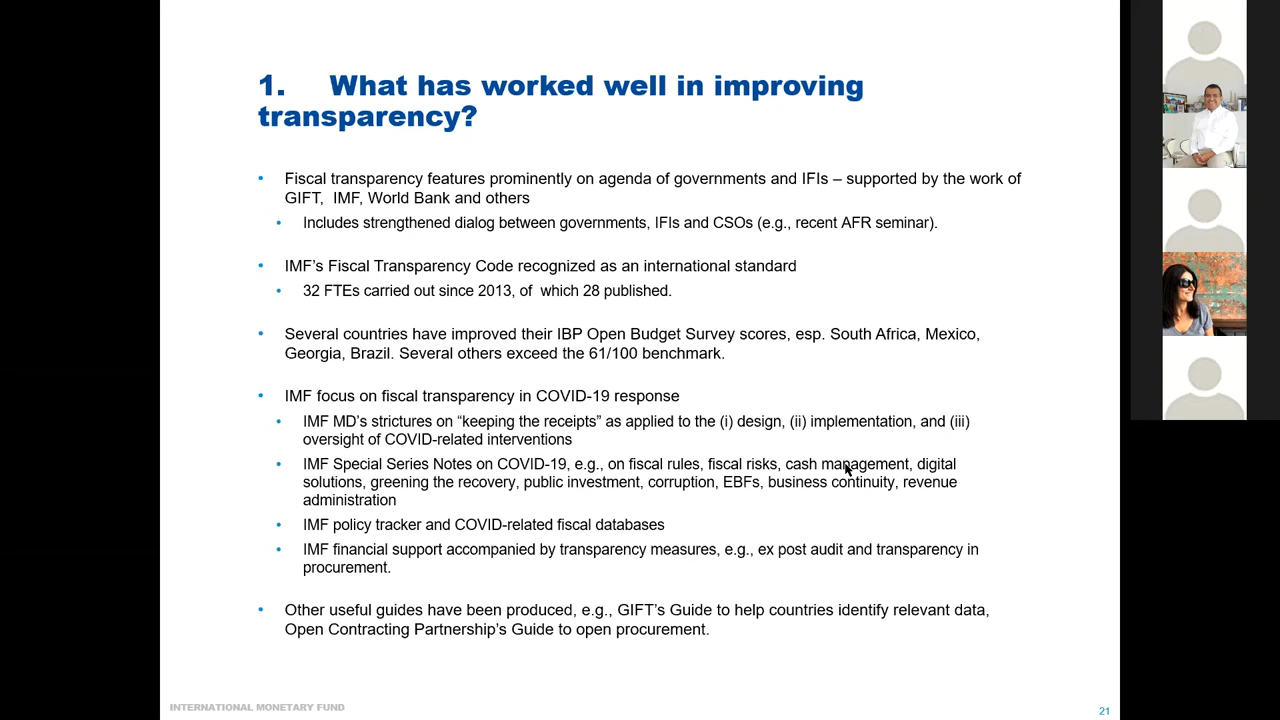 1. What has worked well in improving
transparency?
• Fiscal transparency features prominently on agenda of governments and IFIs – supported by the work of
GIFT, IMF, World Bank and others
• Includes strengthened dialog between governments, IFIs and CSOs (e.g., recent AFR seminar).
• IMF’s Fiscal Transparency Code recognized as an international standard
• 32 FTEs carried out since 2013, of which 28 published.
• Several countries have improved their IBP Open Budget Survey scores, esp. South Africa, Mexico,
Georgia, Brazil. Several others exceed the 61/100 benchmark.
• IMF focus on fiscal transparency in COVID-19 response
• IMF MD’s strictures on “keeping the receipts” as applied to the (i) design, (ii) implementation, and (iii)
oversight of COVID-related interventions
• IMF Special Series Notes on COVID-19, e.g., on fiscal rules, fiscal risks, cash management, digital
solutions, greening the recovery, public investment, corruption, EBFs, business continuity, revenue
administration
• IMF policy tracker and COVID-related fiscal databases
• IMF financial support accompanied by transparency measures, e.g., ex post audit and transparency in
procurement.
• Other useful guides have been produced, e.g., GIFT’s Guide to help countries identify relevant data,
Open Contracting Partnership’s Guide to open procurement.
INTERNATIONAL MONETARY FUND
21